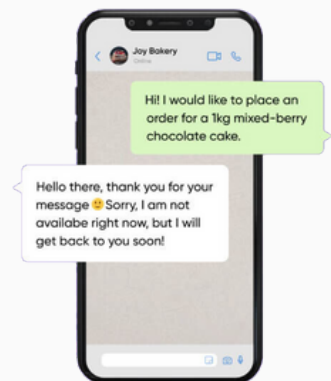 Joy Bakery
Online
Hi! I would like to place an
order for a 1kg mixed-berry
chocolate cake.
Hello there, thank you for your
message 🙂 Sorry, I am not
availabe right now, but I will
get back to you soon!